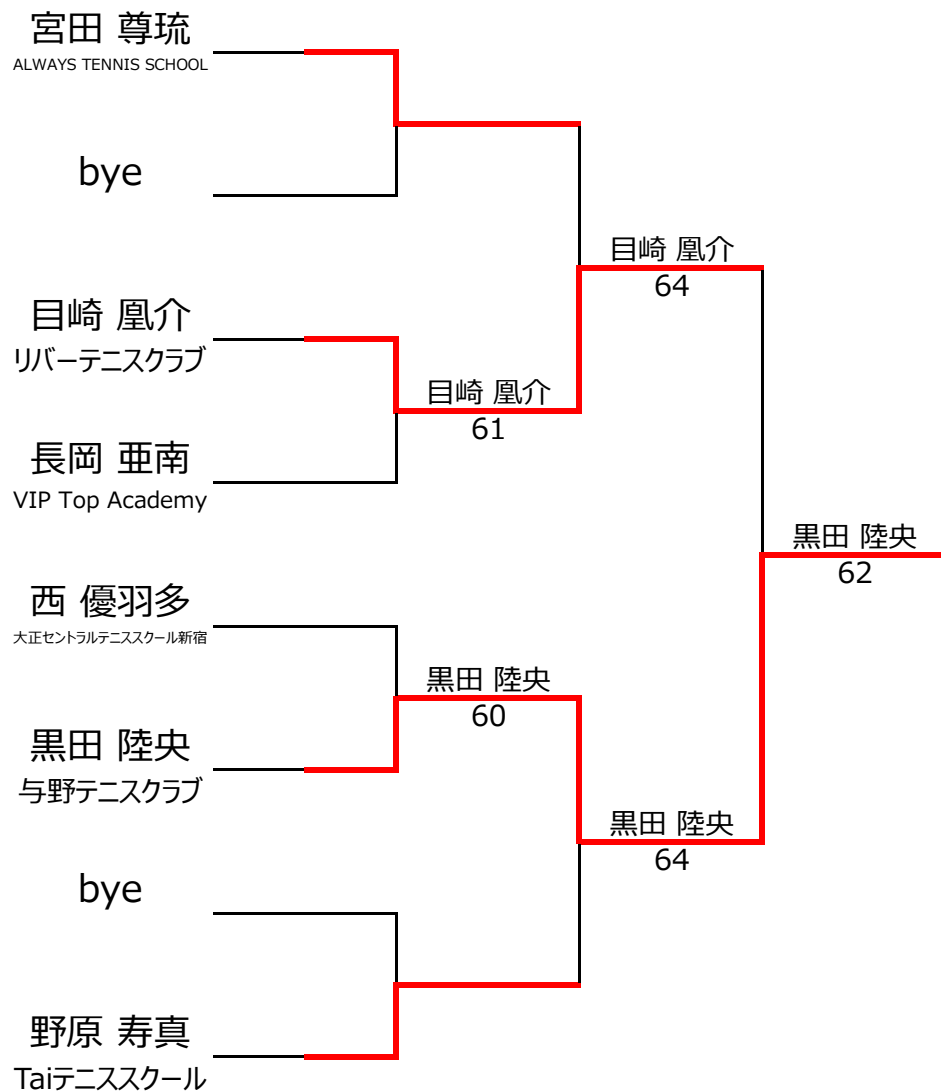 宮田 尊琉
ALWAYS TENNIS SCHOOL
bye
目崎 凰介
リバーテニスクラブ
長岡 亜南
VIP Top Academy
西 優羽多
大正セントラルテニススクール新宿
黒田 陸央
与野テニスクラブ
bye
野原 寿真
Taiテニススクール
目崎 凰介
61
黒田 陸央
60
目崎 凰介
64
黒田 陸央
64
黒田 陸央
62